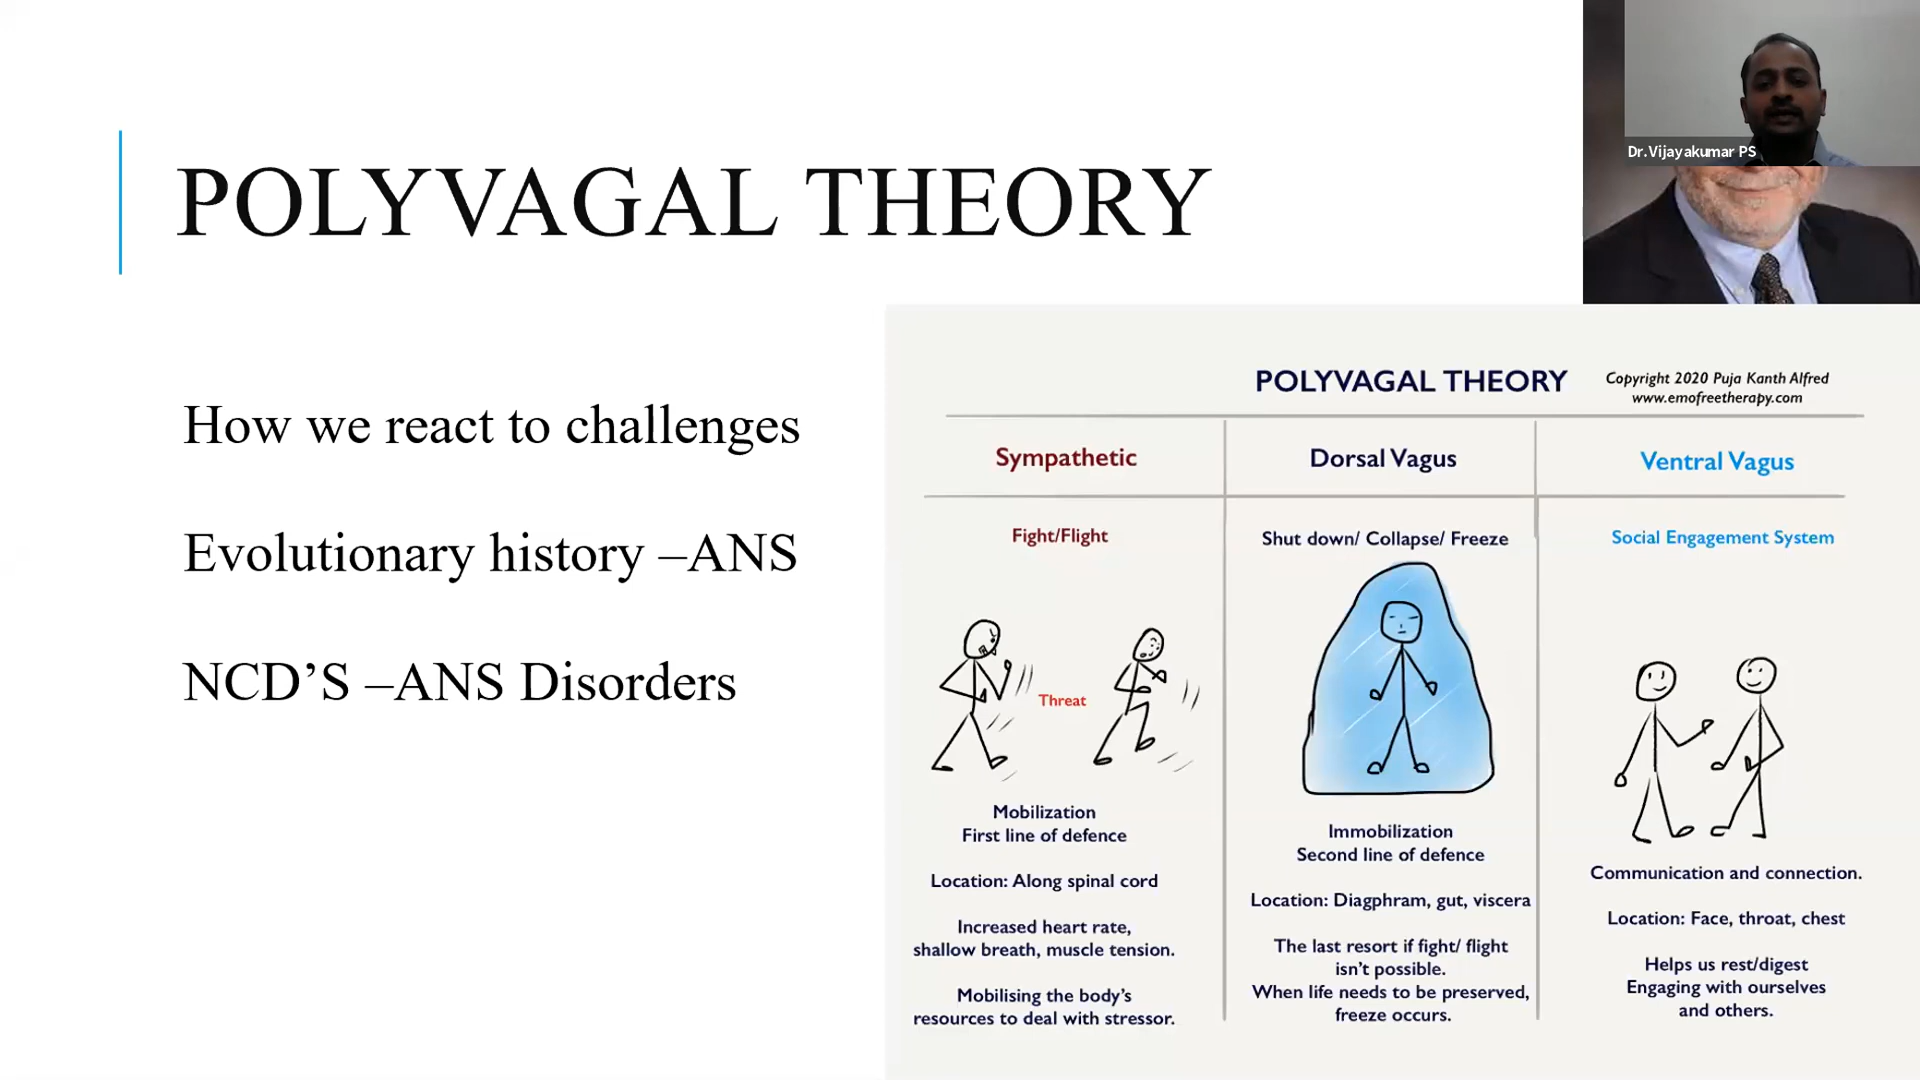 POLYVAGAL THEORY
Dr.Vijayakumar PS
How we react to challenges
Evolutionary history –ANS
NCD’S –ANS Disorders
POLYVAGAL THEORY
Copyright 2020 Puja Kanth Alfred
www.emofreetherapy.com
Sympathetic
Fight/Flight
Threat
Mobilization
First line of defence
Location: Along spinal cord
Increased heart rate,
shallow breath, muscle tension.
Mobilising the body’s
resources to deal with stressor.
Dorsal Vagus
Shut down/ Collapse/ Freeze
Immobilization
Second line of defence
Location: Diagphram, gut, viscera
The last resort if fight/ flight
isn’t possible.
When life needs to be preserved,
freeze occurs.
Ventral Vagus
Social Engagement System
Communication and connection.
Location: Face, throat, chest
Helps us rest/digest
Engaging with ourselves
and others.